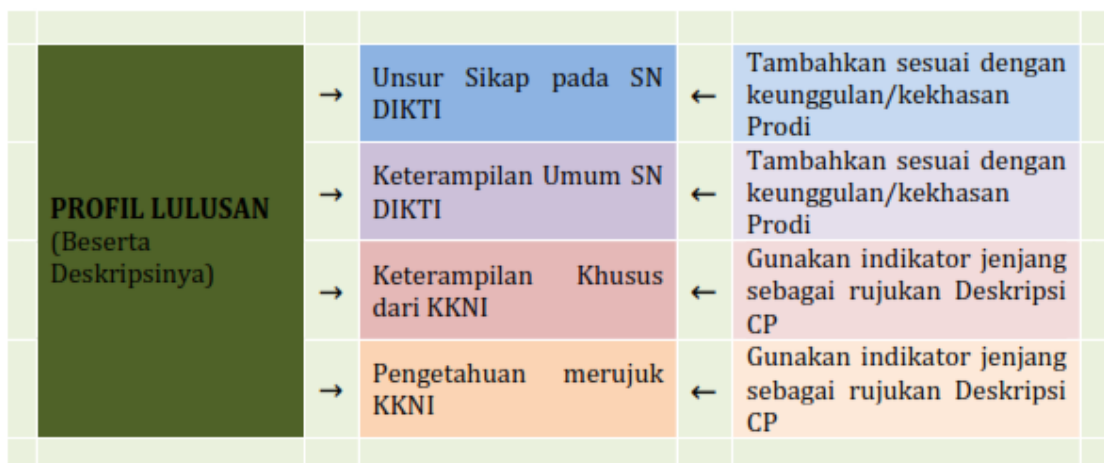 PROFIL LULUSAN
(Beserta
Deskripsinya)
→
Unsur Sikap pada SN
DIKTI
←
Tambahkan sesuai dengan
keunggulan/kekhasan
Prodi
→
Keterampilan Umum SN
DIKTI
←
Tambahkan sesuai dengan
keunggulan/kekhasan
Prodi
→
Keterampilan Khusus
dari KKNI
←
Gunakan indikator jenjang
sebagai rujukan Deskripsi
CP
→
Pengetahuan merujuk
KKNI
←
Gunakan indikator jenjang
sebagai rujukan Deskripsi
CP